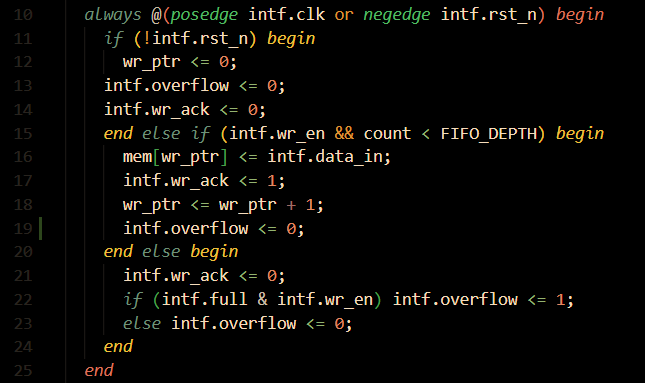 10 always @(posedge intf.clk or negedge intf.rst_n) begin
11 if (!intf.rst_n) begin
12 wr_ptr <= 0;
13 intf.overflow <= 0;
14 intf.wr_ack <= 0;
15 end else if (intf.wr_en && count < FIFO_DEPTH) begin
16 mem[wr_ptr] <= intf.data_in;
17 intf.wr_ack <= 1;
18 wr_ptr <= wr_ptr + 1;
19 intf.overflow <= 0;
20 end else begin
21 intf.wr_ack <= 0;
22 if (intf.full & intf.wr_en) intf.overflow <= 1;
23 else intf.overflow <= 0;
24 end
25 end